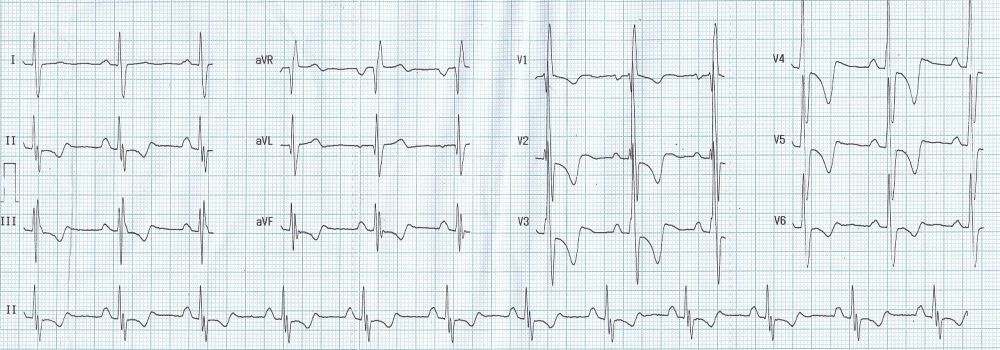 I aVR V1 V4
II aVL V2 V5
III aVF V3 V6
II